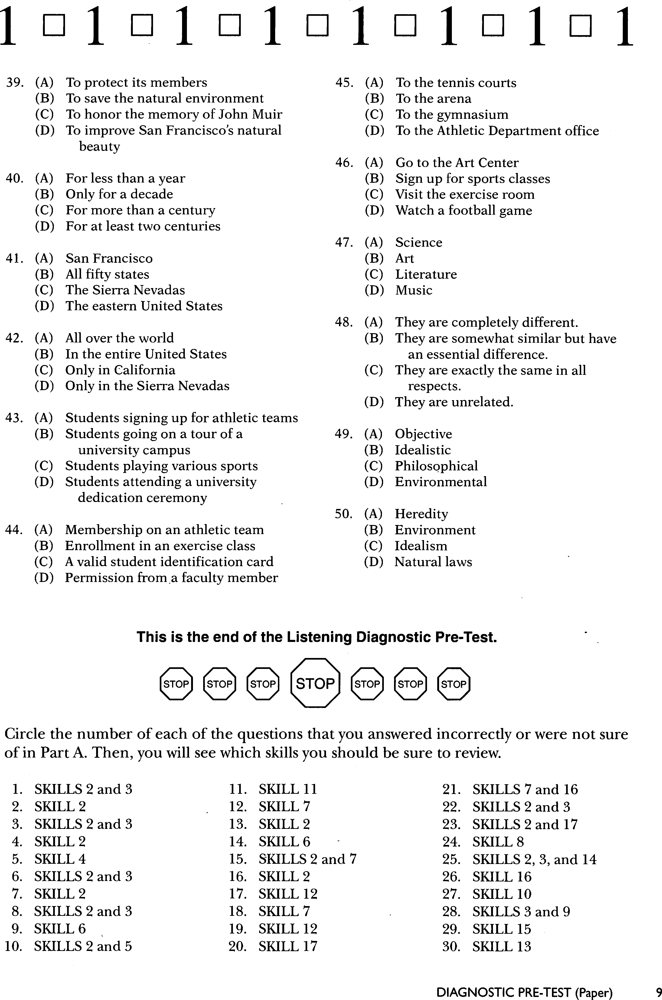 1 □ 1 □ 1 □ 1 □ 1 □ 1 □ 1 □ 1
39. (A) To protect its members
(B) To save the natural environment
(C) To honor the memory of John Muir
(D) To improve San Francisco's natural
beauty
40. (A) For less than a year
(B) Only for a decade
(C) For more than a century
(D) For at least two centuries
41. (A) San Francisco
(B) All fifty states
(C) The Sierra Nevadas
(D) The eastern United States
42. (A) All over the world
(B) In the entire United States
(C) Only in California
(D) Only in the Sierra Nevadas
43. (A) Students signing up for athletic teams
(B) Students going on a tour of a
university campus
(C) Students playing various sports
(D) Students attending a university
dedication ceremony
44. (A) Membership on an athletic team
(B) Enrollment in an exercise class
(C) A valid student identification card
(D) Permission from a faculty member
45. (A) To the tennis courts
(B) To the arena
(C) To the gymnasium
(D) To the Athletic Department office
46. (A) Go to the Art Center
(B) Sign up for sports classes
(C) Visit the exercise room
(D) Watch a football game
47. (A) Science
(B) Art
(C) Literature
(D) Music
48. (A) They are completely different.
(B) They are somewhat similar but have
an essential difference.
(C) They are exactly the same in all
respects.
(D) They are unrelated.
49. (A) Objective
(B) Idealistic
(C) Philosophical
(D) Environmental
50. (A) Heredity
(B) Environment
(C) Idealism
(D) Natural laws
This is the end of the Listening Diagnostic Pre-Test.
STOP STOP STOP STOP STOP STOP STOP
Circle the number of each of the questions that you answered incorrectly or were not sure
of in Part A. Then, you will see which skills you should be sure to review.
1. SKILLS 2 and 3
2. SKILL 2
3. SKILLS 2 and 3
4. SKILL 2
5. SKILL 4
6. SKILLS 2 and 3
7. SKILL 2
8. SKILLS 2 and 3
9. SKILL 6
10. SKILLS 2 and 5
11. SKILL 11
12. SKILL 7
13. SKILL 2
14. SKILL 6
15. SKILLS 2 and 7
16. SKILL 2
17. SKILL 12
18. SKILL 7
19. SKILL 12
20. SKILL 17
21. SKILLS 7 and 16
22. SKILLS 2 and 3
23. SKILLS 2 and 17
24. SKILL 8
25. SKILLS 2, 3, and 14
26. SKILL 16
27. SKILL 10
28. SKILLS 3 and 9
29. SKILL 15
30. SKILL 13
DIAGNOSTIC PRE-TEST (Paper) 9